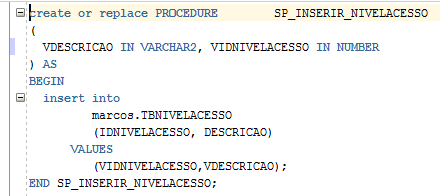 create or replace PROCEDURE SP_INSERIR_NIVELACESSO
(
VDESCRICAO IN VARCHAR2, VIDNIVELACESSO IN NUMBER
) AS
BEGIN
insert into
marcos.TBNIVELACESSO
(IDNIVELACESSO, DESCRICAO)
VALUES
(VIDNIVELACESSO,VDESCRICAO);
END SP_INSERIR_NIVELACESSO;